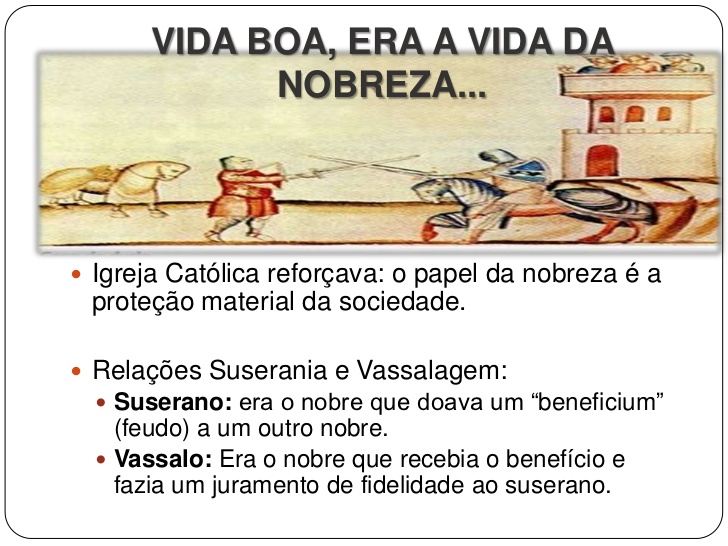 VIDA BOA, ERA A VIDA DA
NOBREZA...
Igreja Católica reforçava: o papel da nobreza é a
proteção material da sociedade.
Relações Suserania e Vassalagem:
Suserano: era o nobre que doava um “beneficium”
(feudo) a um outro nobre.
Vassalo: Era o nobre que recebia o benefício e
fazia um juramento de fidelidade ao suserano.